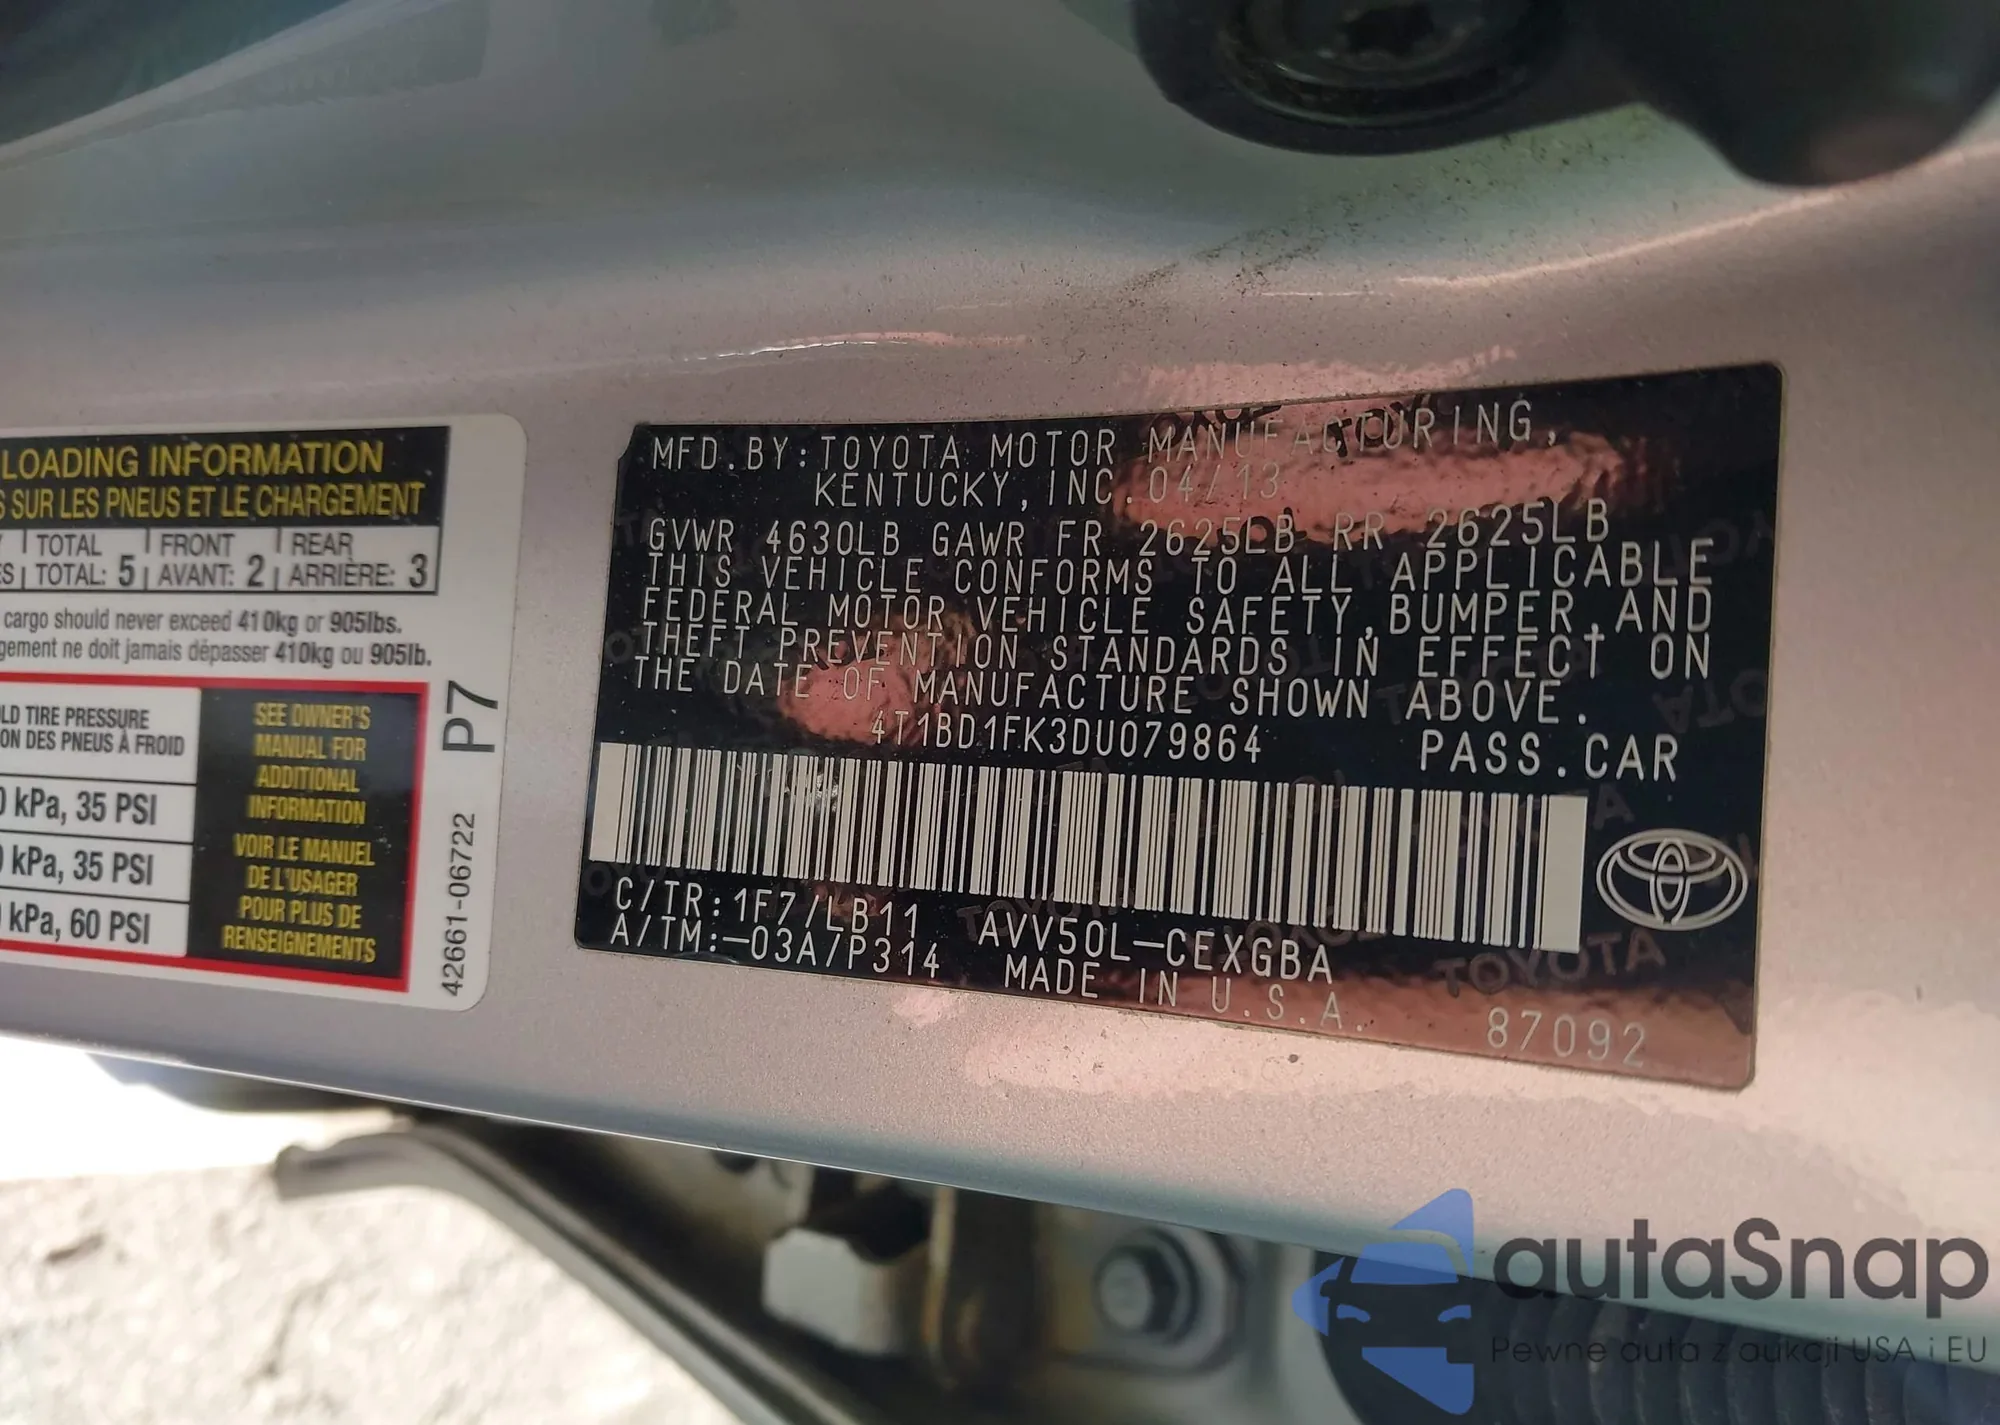 LOADING INFORMATION
S SUR LES PNEUS ET LE CHARGEMENT
TOTAL FRONT REAR
TOTAL: 5 AVANT: 2 ARRIÈRE: 3
cargo should never exceed 410kg or 905lbs.
gement ne doit jamais dépasser 410kg ou 905lb.
LD TIRE PRESSURE
ON DES PNEUS À FROID
0 kPa, 35 PSI
0 kPa, 35 PSI
0 kPa, 60 PSI
SEE OWNER'S
MANUAL FOR
ADDITIONAL
INFORMATION
VOIR LE MANUEL
DE L'USAGER
POUR PLUS DE
RENSEIGNEMENTS
P7
42661-06722
MFD.BY:TOYOTA MOTOR MANUFACTURING,
KENTUCKY,INC.04/13
GVWR 4630LB GAWR FR 2625LB RR 2625LB
THIS VEHICLE CONFORMS TO ALL APPLICABLE
FEDERAL MOTOR VEHICLE SAFETY,BUMPER,AND
THEFT PREVENTION STANDARDS IN EFFECT ON
THE DATE OF MANUFACTURE SHOWN ABOVE.
4T1BD1FK3DU079864 PASS.CAR
C/TR:1F7/LB11 AVV50L-CEXGBA
A/TM:-03A/P314 MADE IN U.S.A.
87092
TOYOTA
autaSnap
Pewne auta z aukcji USA i EU